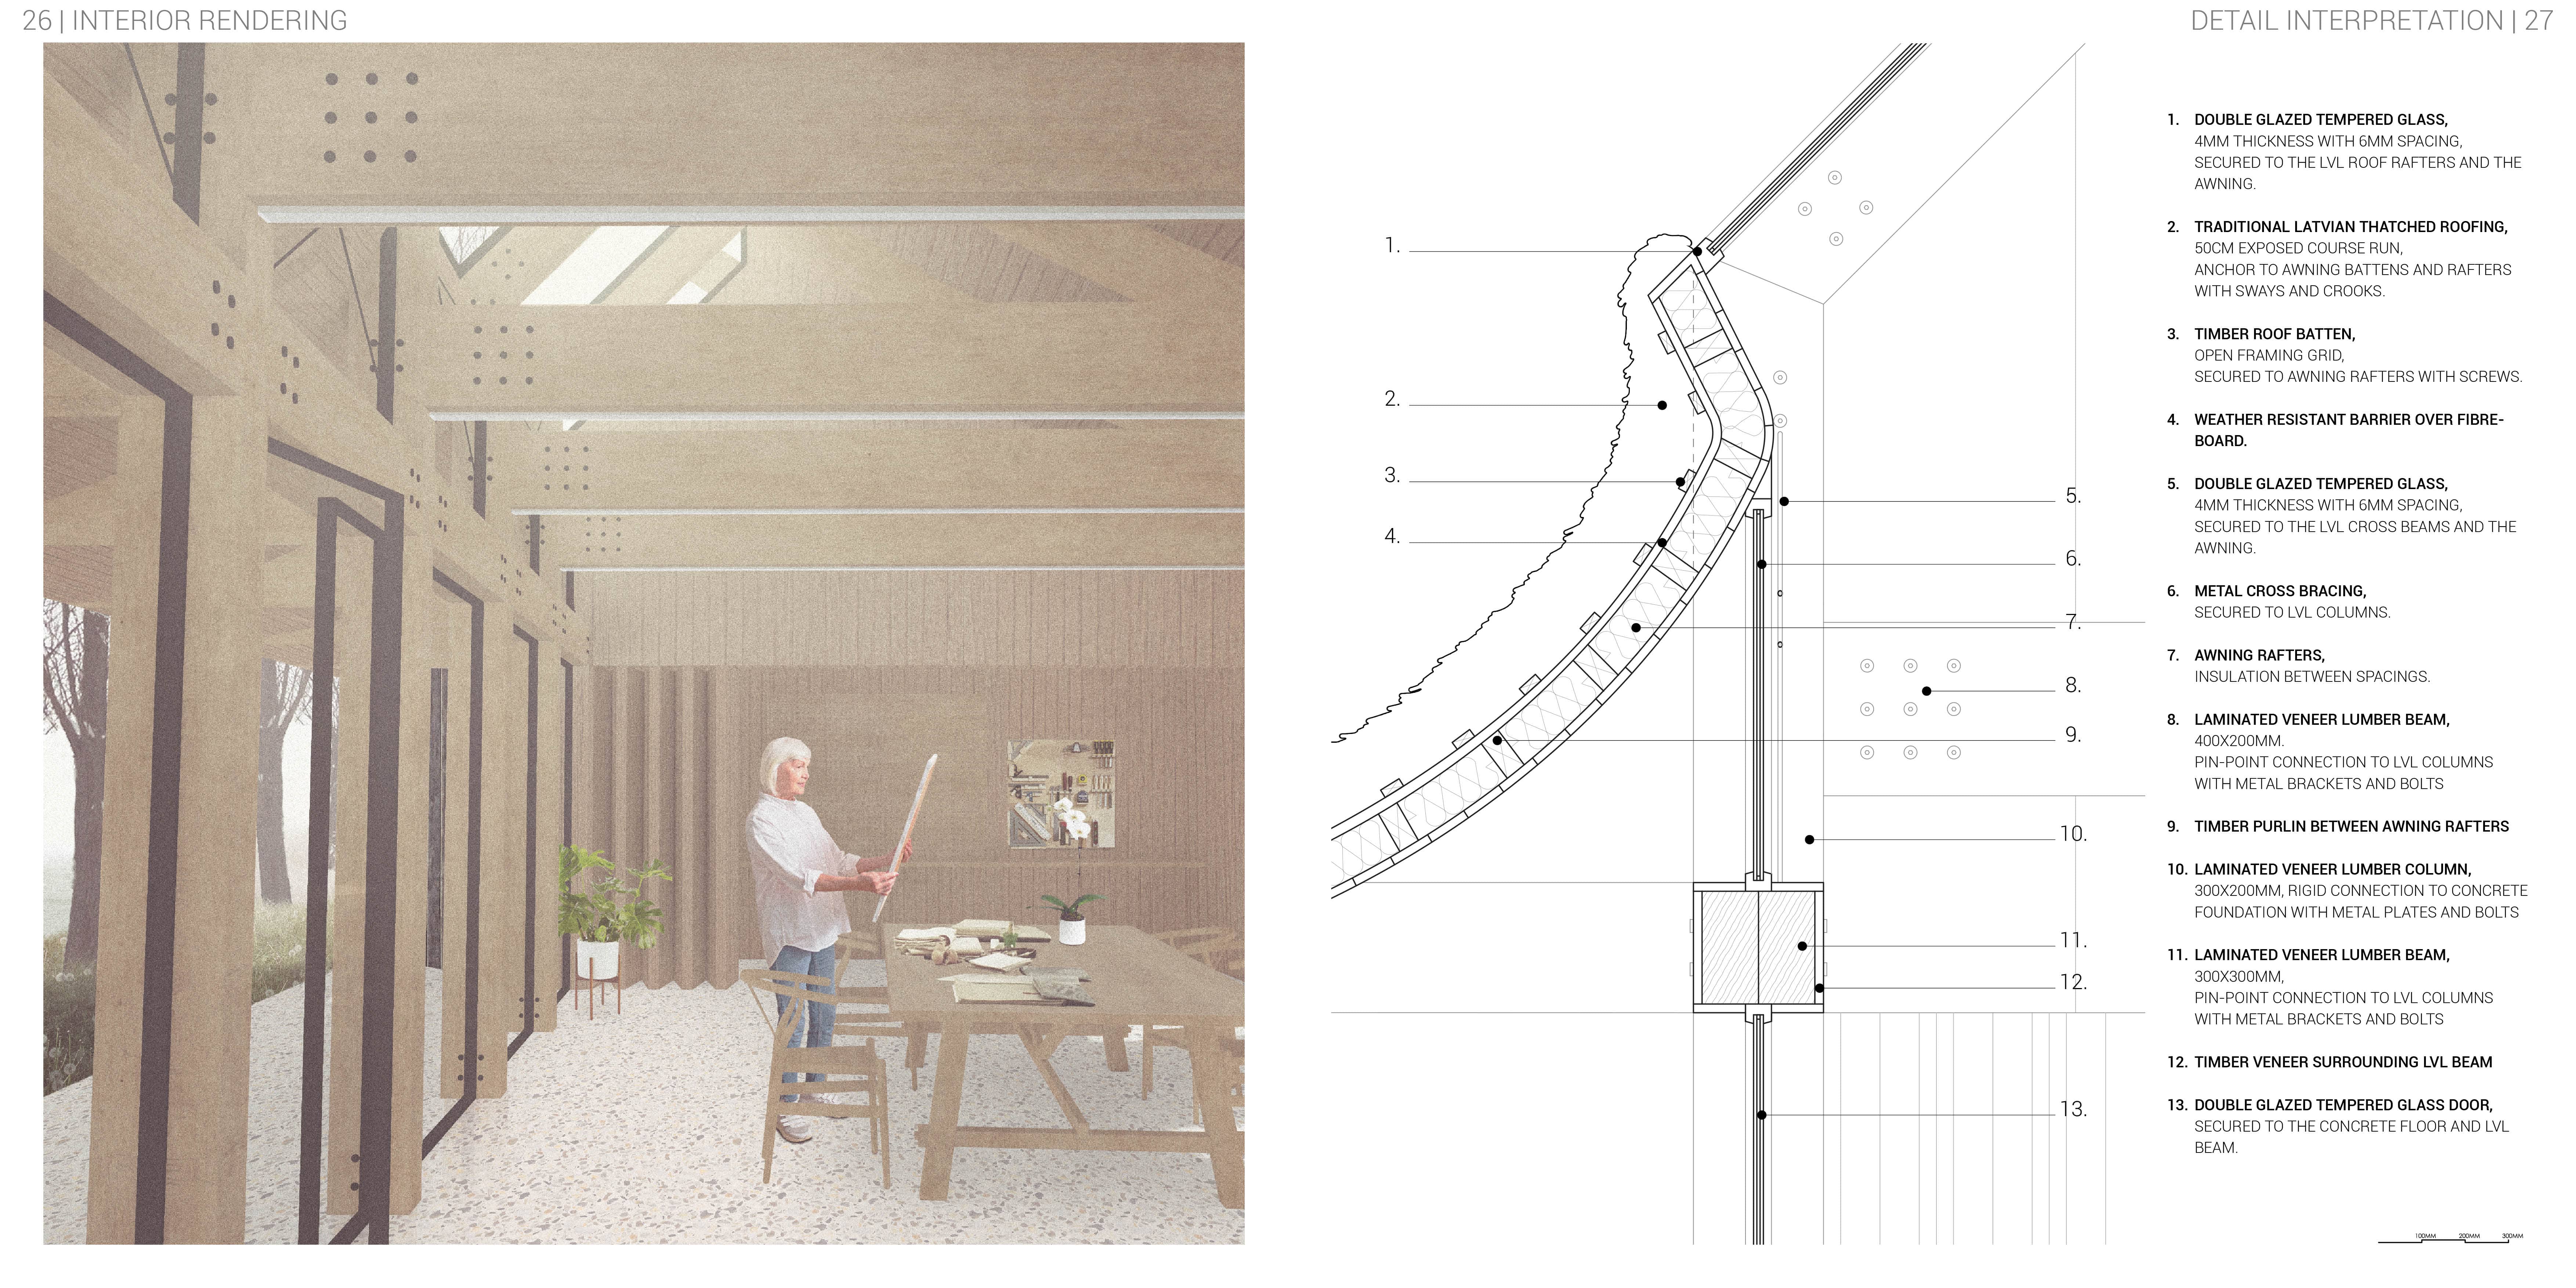 26 | INTERIOR RENDERING
DETAIL INTERPRETATION | 27
1.
2.
3.
4.
5.
6.
7.
8.
9.
10.
11.
12.
13.
1. DOUBLE GLAZED TEMPERED GLASS,
4MM THICKNESS WITH 6MM SPACING,
SECURED TO THE LVL ROOF RAFTERS AND THE
AWNING.
2. TRADITIONAL LATVIAN THATCHED ROOFING,
50CM EXPOSED COURSE RUN,
ANCHOR TO AWNING BATTENS AND RAFTERS
WITH SWAYS AND CROOKS.
3. TIMBER ROOF BATTEN,
OPEN FRAMING GRID,
SECURED TO AWNING RAFTERS WITH SCREWS.
4. WEATHER RESISTANT BARRIER OVER FIBRE-
BOARD.
5. DOUBLE GLAZED TEMPERED GLASS,
4MM THICKNESS WITH 6MM SPACING,
SECURED TO THE LVL CROSS BEAMS AND THE
AWNING.
6. METAL CROSS BRACING,
SECURED TO LVL COLUMNS.
7. AWNING RAFTERS,
INSULATION BETWEEN SPACINGS.
8. LAMINATED VENEER LUMBER BEAM,
400X200MM.
PIN-POINT CONNECTION TO LVL COLUMNS
WITH METAL BRACKETS AND BOLTS
9. TIMBER PURLIN BETWEEN AWNING RAFTERS
10. LAMINATED VENEER LUMBER COLUMN,
300X200MM, RIGID CONNECTION TO CONCRETE
FOUNDATION WITH METAL PLATES AND BOLTS
11. LAMINATED VENEER LUMBER BEAM,
300X300MM,
PIN-POINT CONNECTION TO LVL COLUMNS
WITH METAL BRACKETS AND BOLTS
12. TIMBER VENEER SURROUNDING LVL BEAM
13. DOUBLE GLAZED TEMPERED GLASS DOOR,
SECURED TO THE CONCRETE FLOOR AND LVL
BEAM.
100MM 200MM 300MM